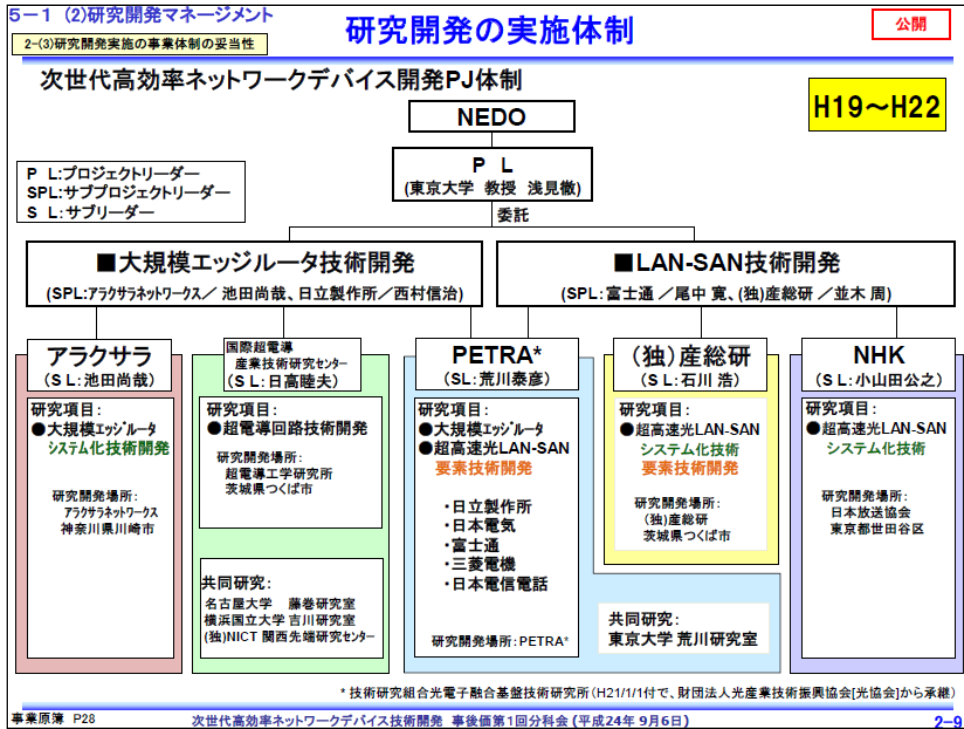 5－1 (2)研究開発マネージメント
2-(3)研究開発実施の事業体制の妥当性
研究開発の実施体制
公開
次世代高効率ネットワークデバイス開発PJ体制
H19～H22
NEDO
P L
(東京大学 教授 浅見徹)
P L:プロジェクトリーダー
SPL:サブプロジェクトリーダー
S L:サブリーダー
委託
■大規模エッジルータ技術開発
(SPL:アラクサラネットワークス/ 池田尚哉、日立製作所/西村信治)
■LAN-SAN技術開発
(SPL:富士通 /尾中 寛、(独)産総研 /並木 周)
アラクサラ
(S L:池田尚哉)
研究項目:
●大規模エッジルータ
システム化技術開発
研究開発場所:
アラクサラネットワークス
神奈川県川崎市
国際超電導
産業技術研究センター
(S L:日高睦夫)
研究項目:
●超電導回路技術開発
研究開発場所:
超電導工学研究所
茨城県つくば市
共同研究:
名古屋大学 藤巻研究室
横浜国立大学 吉川研究室
(独)NICT 関西先端研究センター
PETRA*
(SL:荒川泰彦)
研究項目:
●大規模エッジルータ
●超高速光LAN-SAN
要素技術開発
・日立製作所
・日本電気
・富士通
・三菱電機
・日本電信電話
研究開発場所:PETRA*
(独)産総研
(S L:石川 浩)
研究項目:
●超高速光LAN-SAN
システム化技術
要素技術開発
研究開発場所:
(独)産総研
茨城県つくば市
共同研究:
東京大学 荒川研究室
NHK
(S L:小山田公之)
研究項目:
●超高速光LAN-SAN
システム化技術
研究開発場所:
日本放送協会
東京都世田谷区
* 技術研究組合光電子融合基盤技術研究所(H21/1/1付で、財団法人光産業技術振興協会[光協会]から承継)
事業原簿 P28
次世代高効率ネットワークデバイス技術開発 事後価第1回分科会 (平成24年 9月6日)
2-9